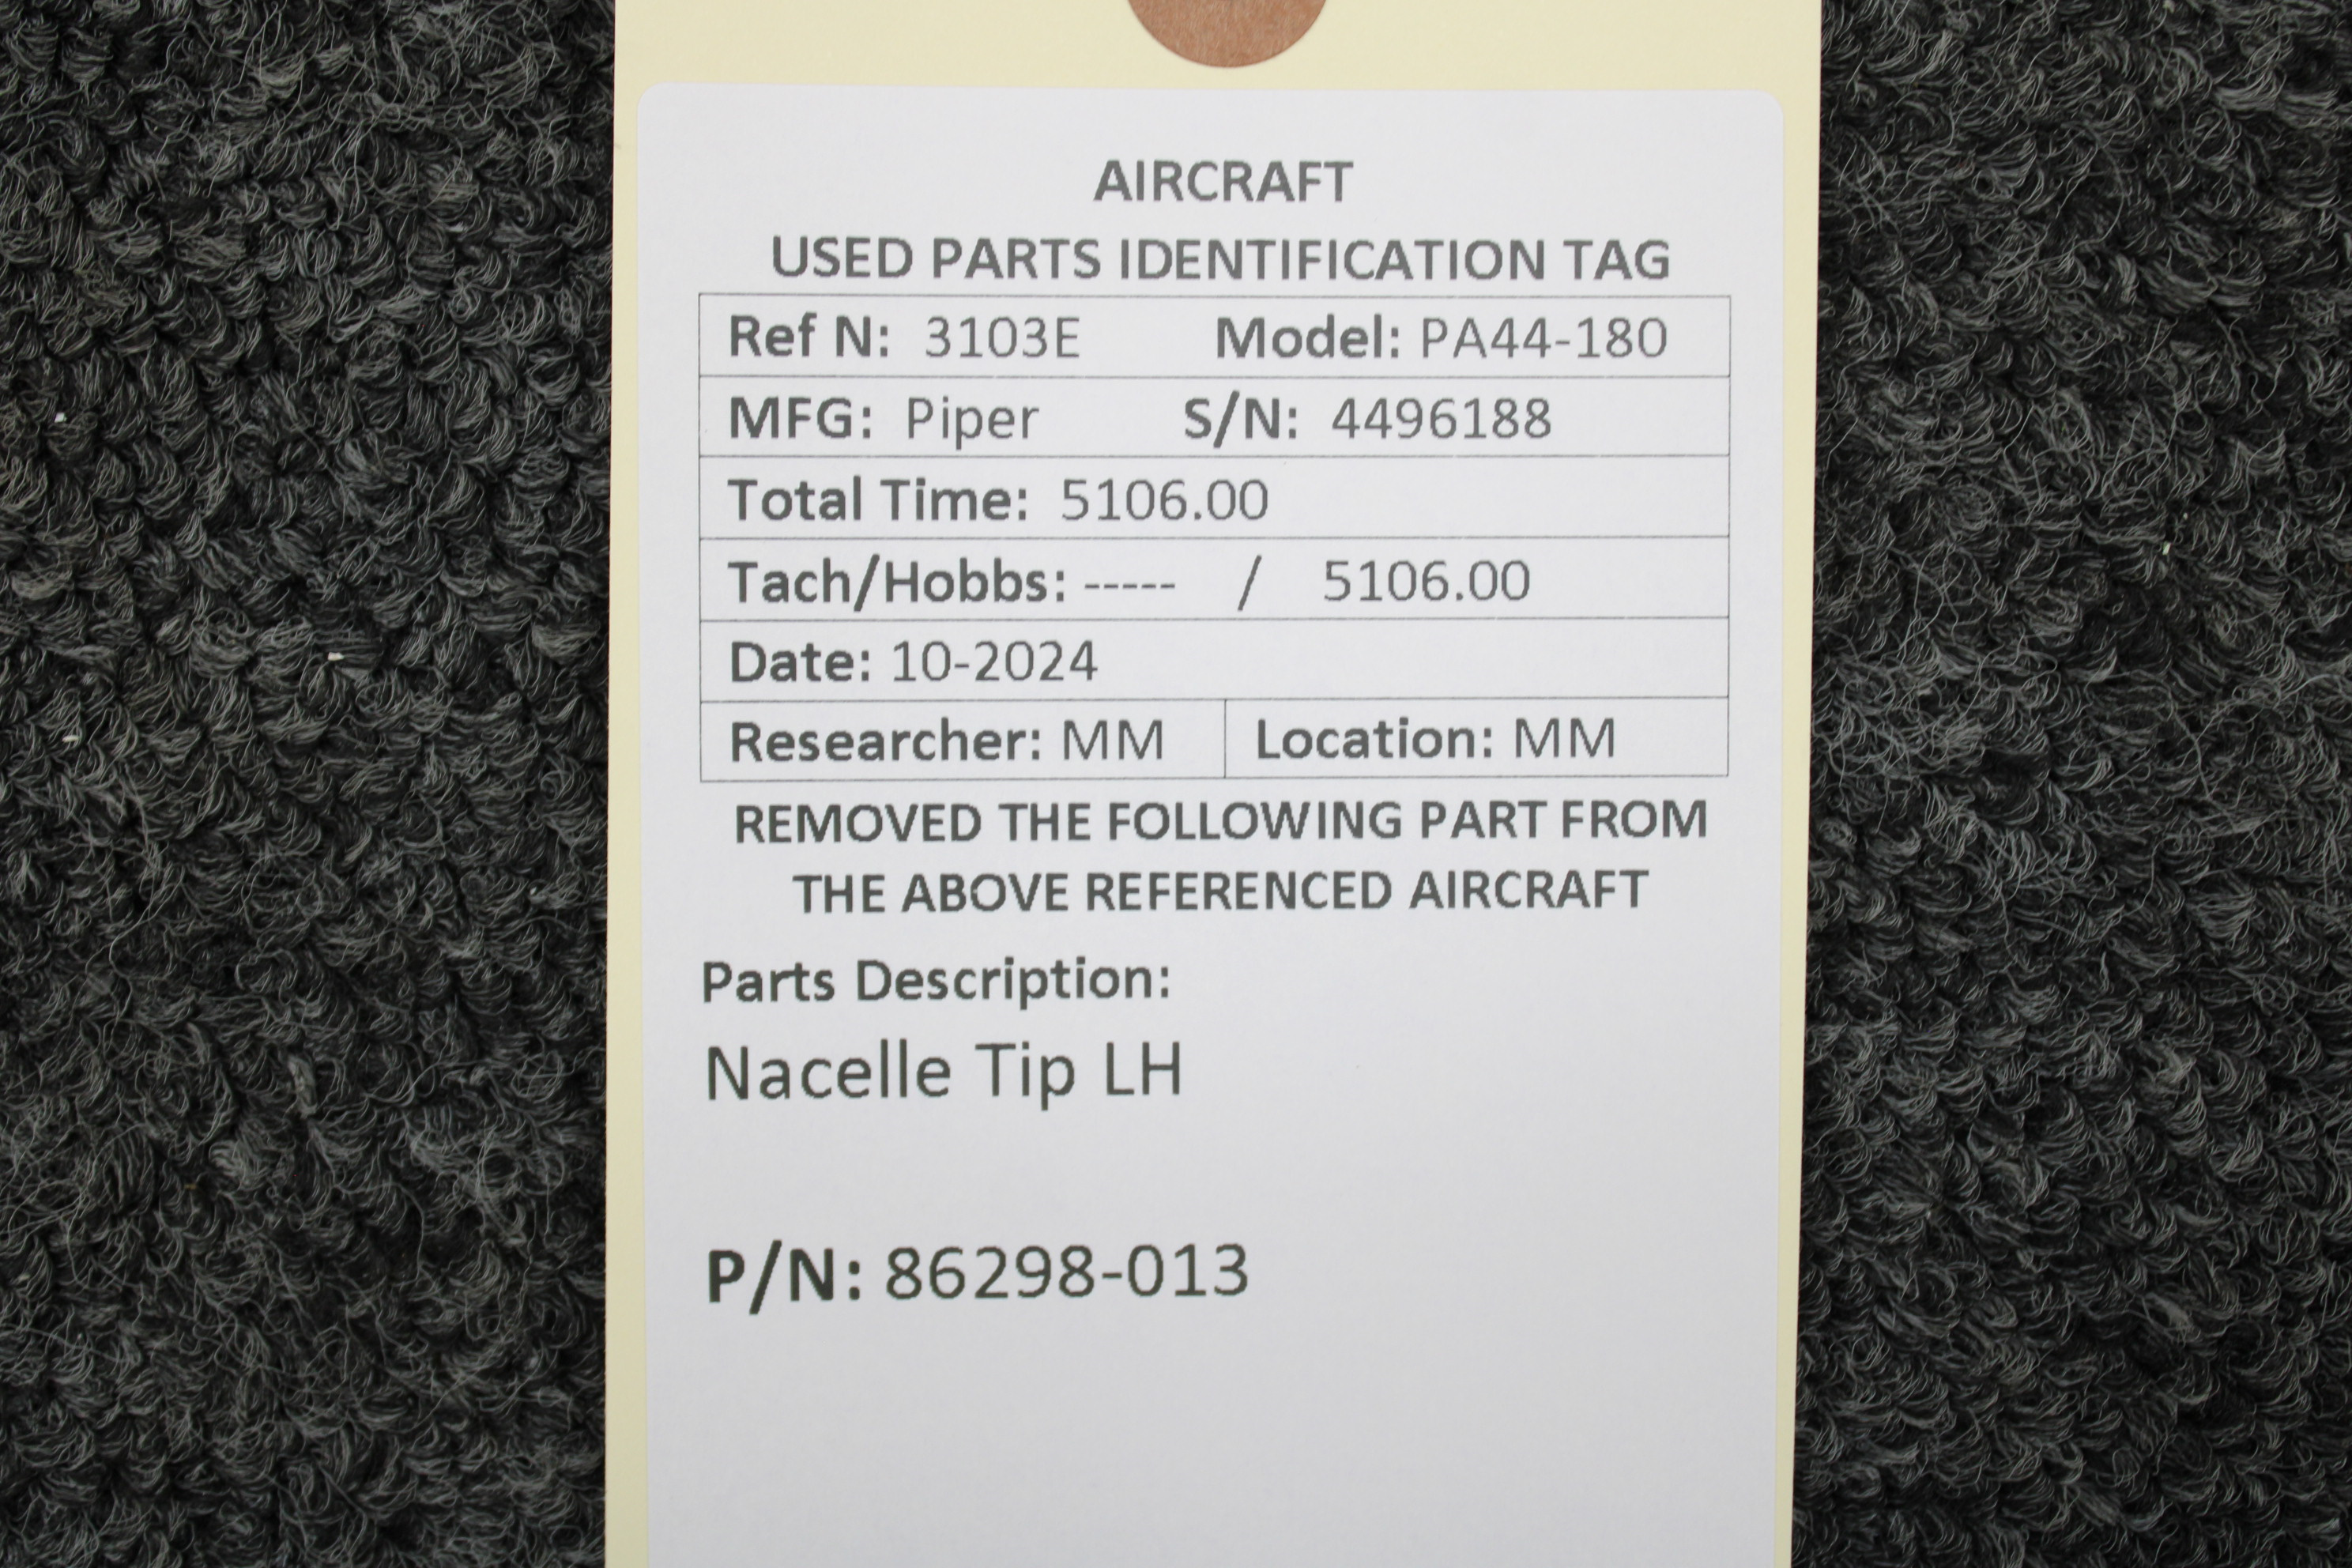 AIRCRAFT
USED PARTS IDENTIFICATION TAG
Ref N: 3103E Model: PA44-180
MFG: Piper S/N: 4496188
Total Time: 5106.00
Tach/Hobbs: ----- / 5106.00
Date: 10-2024
Researcher: MM Location: MM
REMOVED THE FOLLOWING PART FROM
THE ABOVE REFERENCED AIRCRAFT
Parts Description:
Nacelle Tip LH
P/N: 86298-013